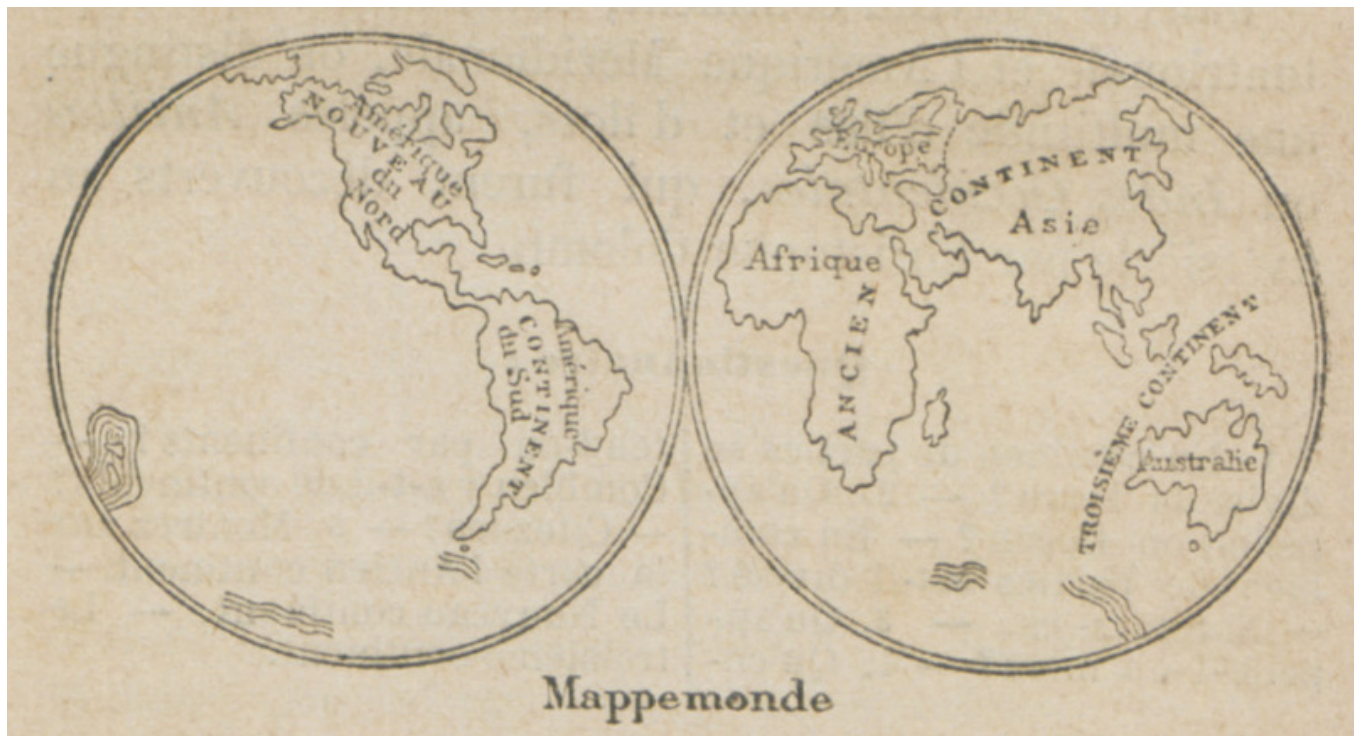 NOUVEAU
Amérique
du
Nord
CONTINENT
Amérique
du Sud
Europe
CONTINENT
Asie
Afrique
ANCIEN
TROISIÈME CONTINENT
Australie
Mappemonde